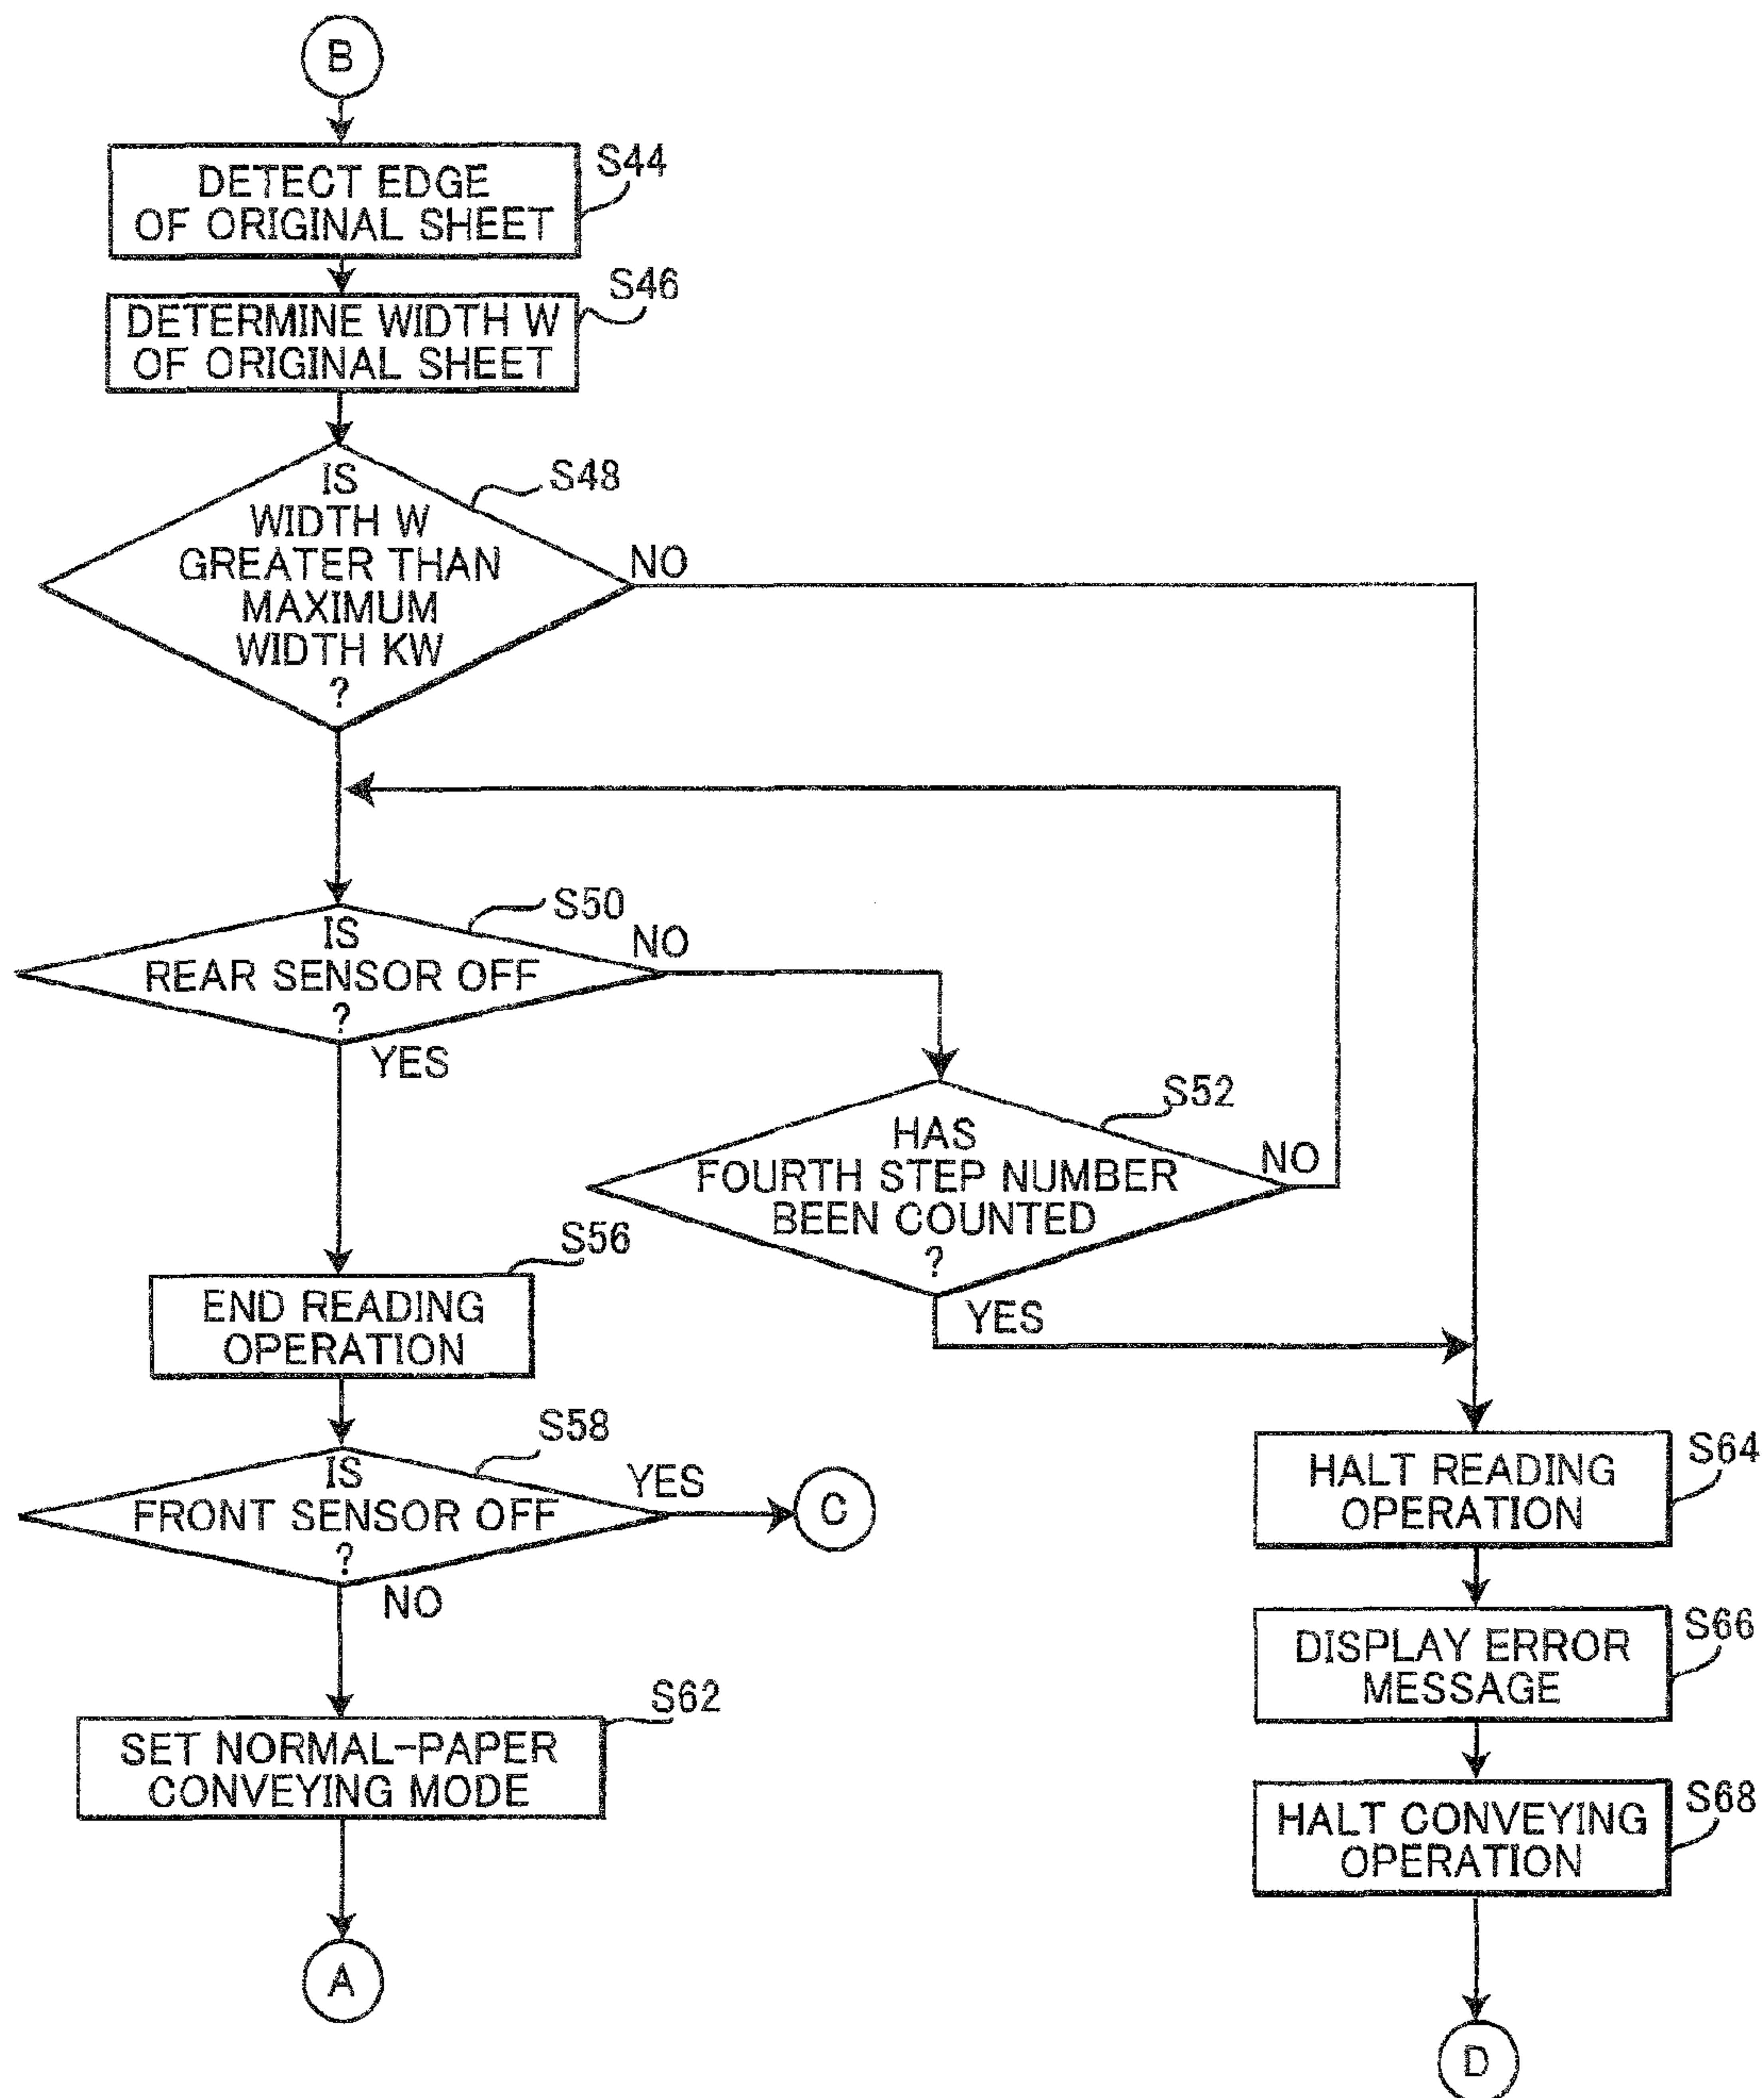 B
DETECT EDGE
OF ORIGINAL SHEET
S44
DETERMINE WIDTH W
OF ORIGINAL SHEET
S46
IS
WIDTH W
GREATER THAN
MAXIMUM
WIDTH KW
?
S48
NO
IS
REAR SENSOR OFF
?
S50
NO
YES
HAS
FOURTH STEP NUMBER
BEEN COUNTED
?
S52
NO
YES
END READING
OPERATION
S56
IS
FRONT SENSOR OFF
?
S58
YES
C
NO
SET NORMAL-PAPER
CONVEYING MODE
S62
A
HALT READING
OPERATION
S64
DISPLAY ERROR
MESSAGE
S66
HALT CONVEYING
OPERATION
S68
D